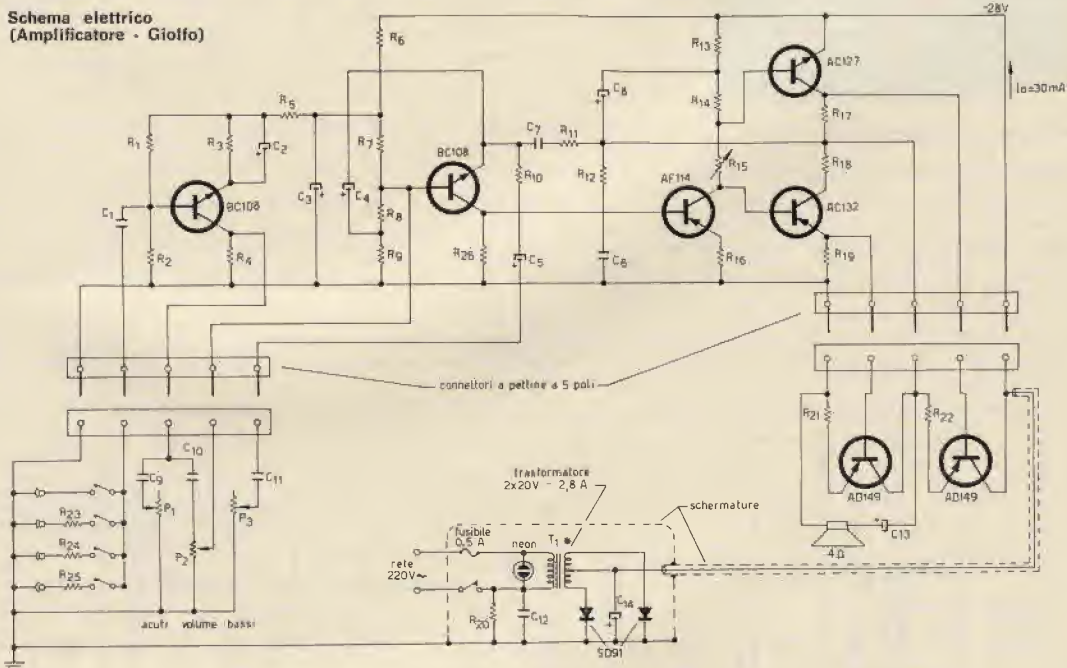 Schema elettrico
(Amplificatore - Giolfo)
-28V
R6
R13
AC127
Io=30mA
R5
C8
R14
R17
R1
R3
C2
R7
BC108
C7
R11
R10
R12
R15
R18
AF114
AC132
BC108
C3
C4
R8
C1
R2
R4
R9
R26
C5
C6
R16
R19
connettori a pettine a 5 poli
R21
R22
C10
C9
P1
C11
P3
AD149
AD149
trasformatore
2x20V - 2,8 A
schermature
C13
4Ω
R23
R24
R25
P2
fusibile
0,5 A
neon
T1
*
rete
220V~
R20
C12
C14
SD91
acuti volume bassi